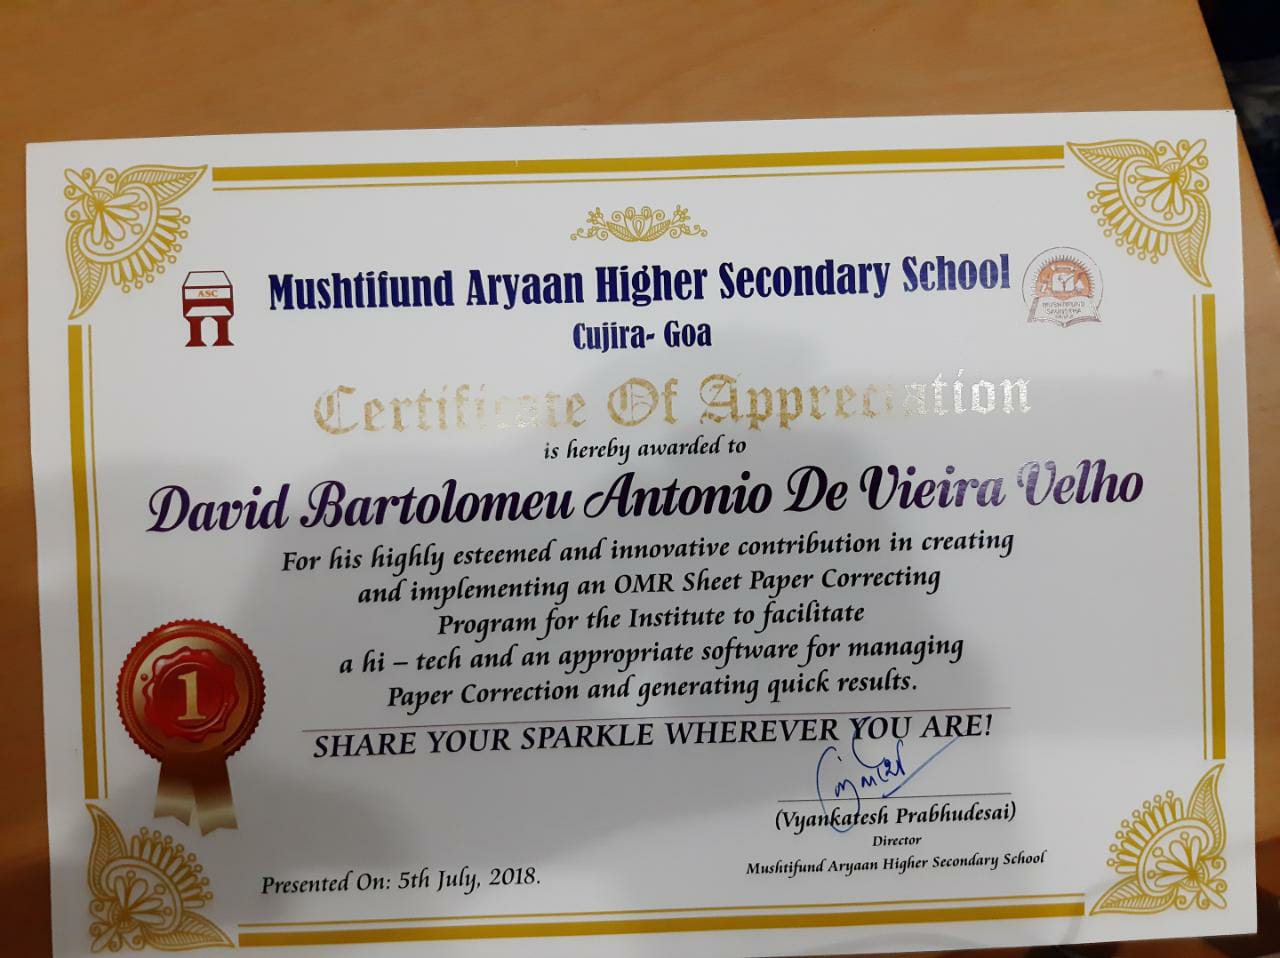 ASC
Mushtifund Aryaan Higher Secondary School
MUSHTIFUND
SAUNSTHA
Cujira- Goa
Certificate Of Appreciation
is hereby awarded to
David Bartolomeu Antonio De Vieira Velho
For his highly esteemed and innovative contribution in creating
and implementing an OMR Sheet Paper Correcting
Program for the Institute to facilitate
a hi – tech and an appropriate software for managing
Paper Correction and generating quick results.
1
SHARE YOUR SPARKLE WHEREVER YOU ARE!
(Vyankatesh Prabhudesai)
Director
Mushtifund Aryaan Higher Secondary School
Presented On: 5th July, 2018.